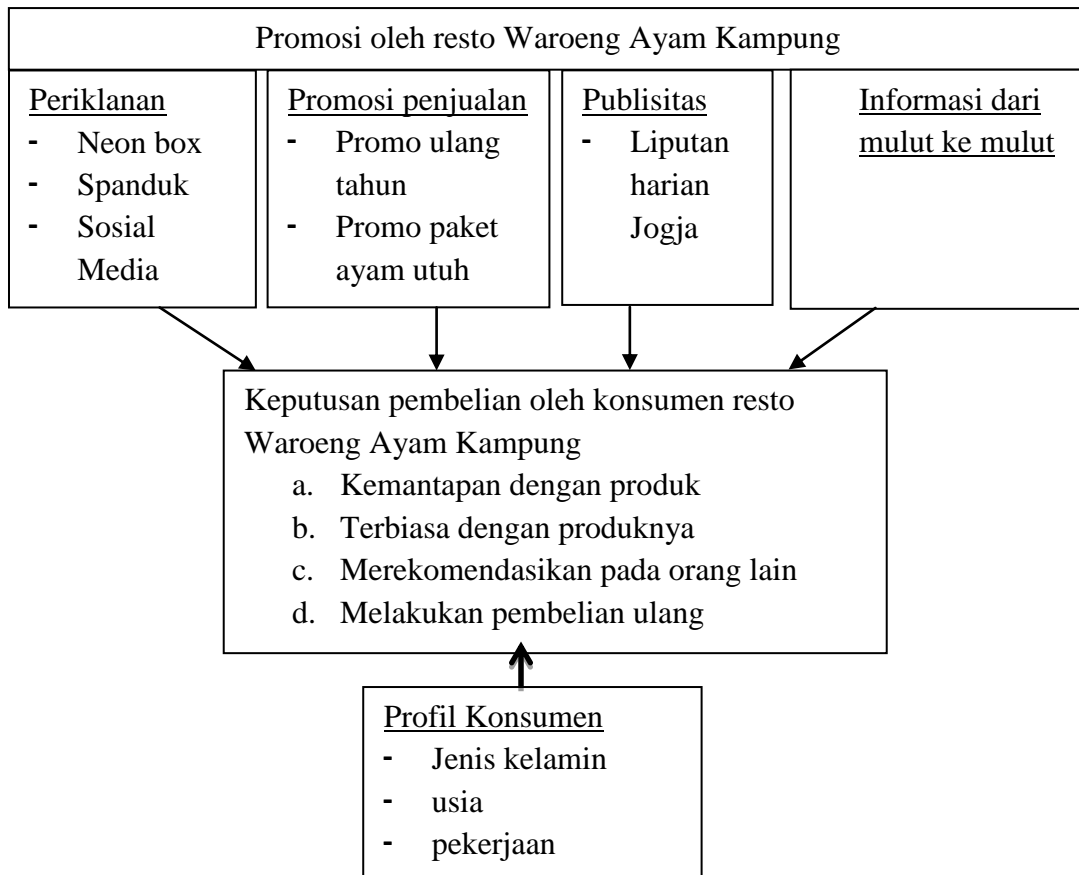 Promosi oleh resto Waroeng Ayam Kampung
Periklanan
- Neon box
- Spanduk
- Sosial
Media
Promosi penjualan
- Promo ulang
tahun
- Promo paket
ayam utuh
Publisitas
- Liputan
harian
Jogja
Informasi dari
mulut ke mulut
Keputusan pembelian oleh konsumen resto
Waroeng Ayam Kampung
a. Kemantapan dengan produk
b. Terbiasa dengan produknya
c. Merekomendasikan pada orang lain
d. Melakukan pembelian ulang
Profil Konsumen
- Jenis kelamin
- usia
- pekerjaan